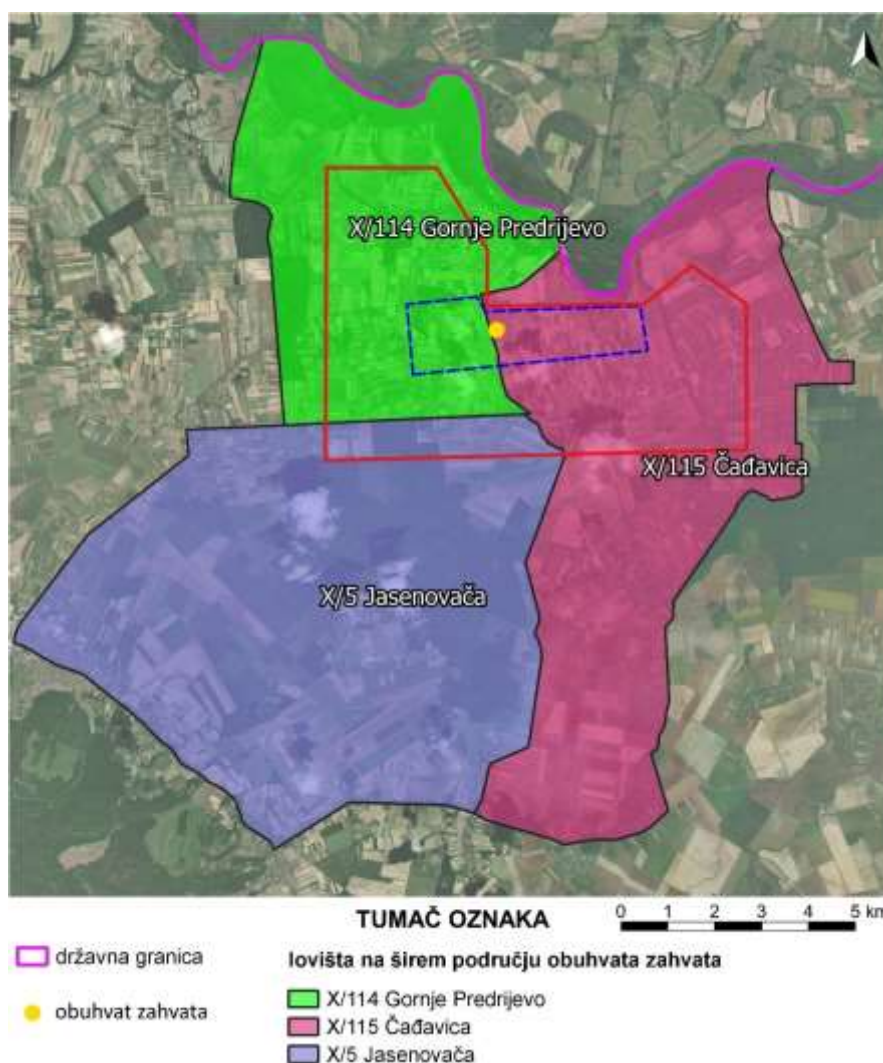 X/114 Gornje Predrijevo
X/115 Čađavica
X/5 Jasenovača
TUMAČ OZNAKA
0 1 2 3 4 5 km
državna granica
obuhvat zahvata
lovišta na širem području obuhvata zahvata
X/114 Gornje Predrijevo
X/115 Čađavica
X/5 Jasenovača